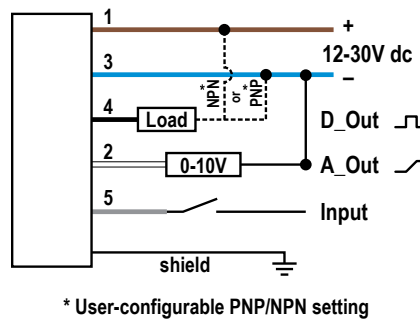 1
+
12-30V dc
3
–
* NPN
or
* PNP
4
Load
D_Out
2
0-10V
A_Out
5
Input
shield
* User-configurable PNP/NPN setting